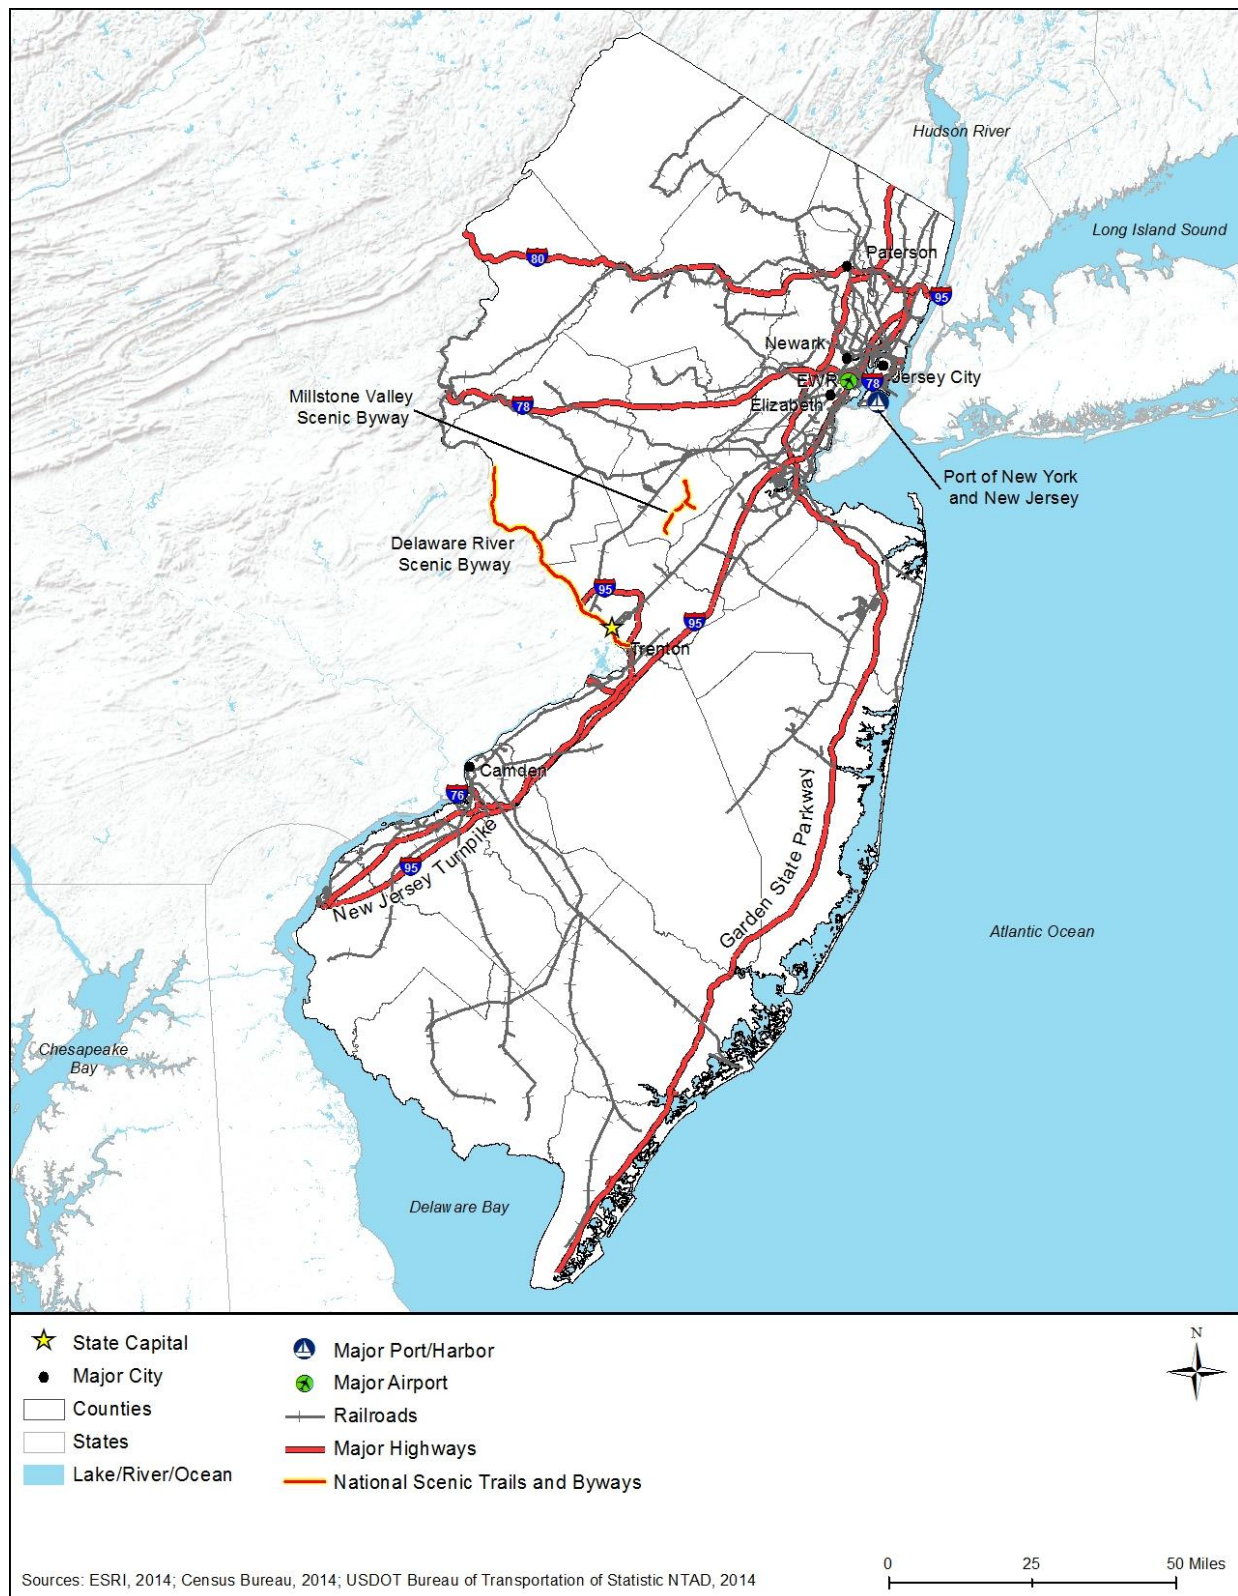 Hudson River
Long Island Sound
Paterson
80
95
Newark
EWR
78
Jersey City
Elizabeth
Millstone Valley
Scenic Byway
78
Port of New York
and New Jersey
Delaware River
Scenic Byway
95
95
Trenton
Camden
76
95
New Jersey Turnpike
Garden State Parkway
Atlantic Ocean
Chesapeake
Bay
Delaware Bay
State Capital
Major City
Counties
States
Lake/River/Ocean
Major Port/Harbor
Major Airport
Railroads
Major Highways
National Scenic Trails and Byways
N
0 25 50 Miles
Sources: ESRI, 2014; Census Bureau, 2014; USDOT Bureau of Transportation of Statistic NTAD, 2014